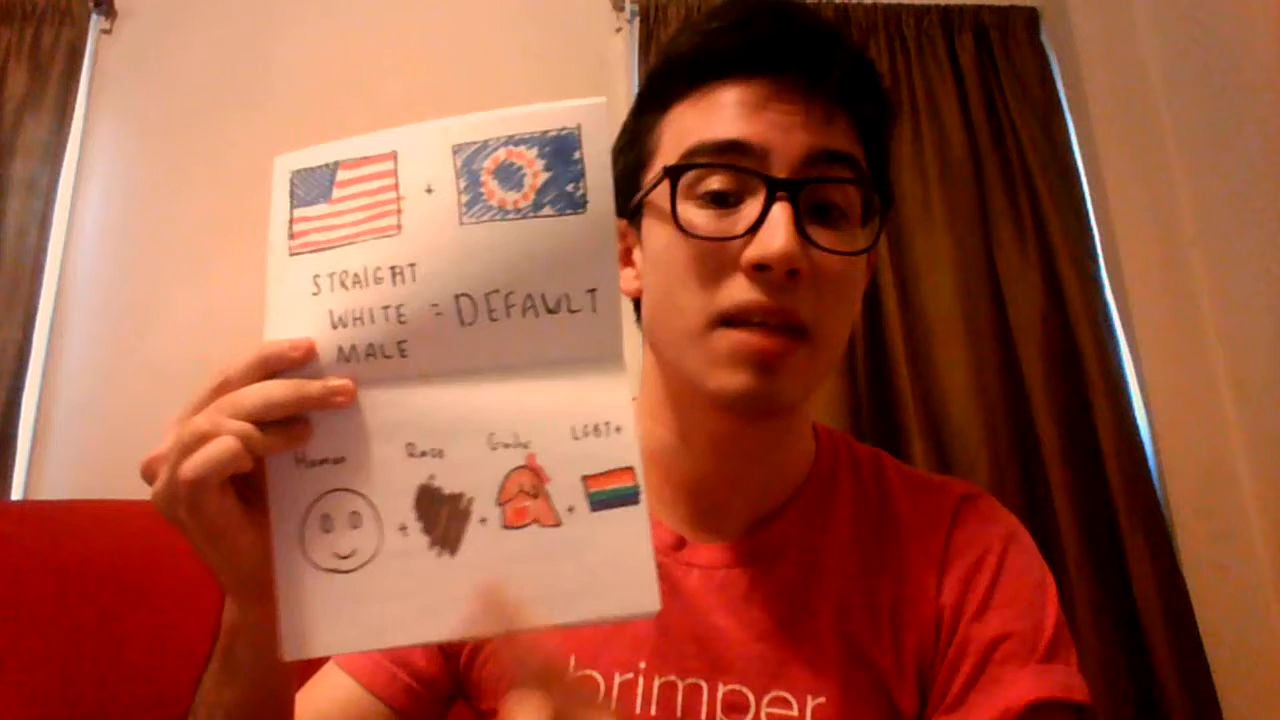 +
STRAIGHT
WHITE = DEFAULT
MALE
Human Race Gender LGBT+
+ + +
brimper